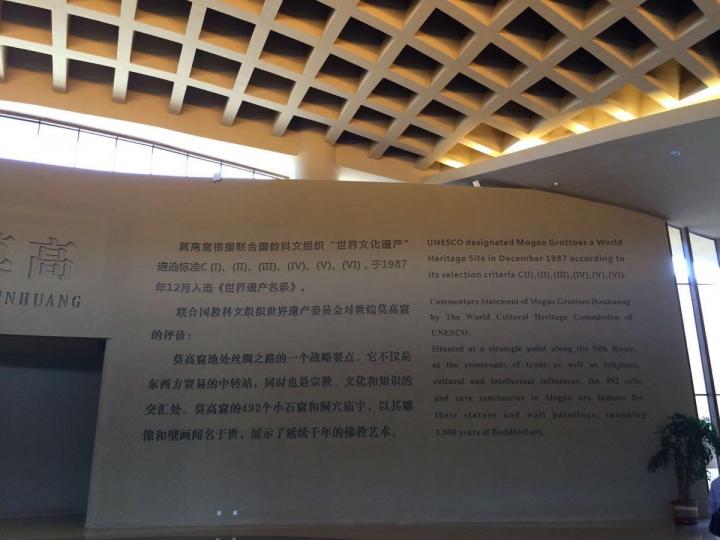 高
UNHUANG
莫高窟根据联合国教科文组织“世界文化遗产”
遴选标准C (I)、(II)、(III)、(IV)、(V)、(VI)，于1987
年12月入选《世界遗产名录》。
联合国教科文组织世界遗产委员会对敦煌莫高窟
的评价：
莫高窟地处丝绸之路的一个战略要点。它不仅是
东西方贸易的中转站，同时也是宗教、文化和知识的
交汇处。莫高窟的492个小石窟和洞穴庙宇，以其雕
像和壁画闻名于世，展示了延续千年的佛教艺术。
UNESCO designated Mogao Grottoes a World
Heritage Site in December 1987 according to
its selection criteria C(I),(II),(III),(IV),(V),(VI).
Commentary Statement of Mogao Grottoes Dunhuang
by The World Cultural Heritage Commission of
UNESCO:
Situated at a strategic point along the Silk Route,
at the crossroads of trade as well as religious,
cultural and intellectual influences, the 492 cells
and cave sanctuaries in Mogao are famous for
their statues and wall paintings, spanning
1,000 years of Buddhist art.